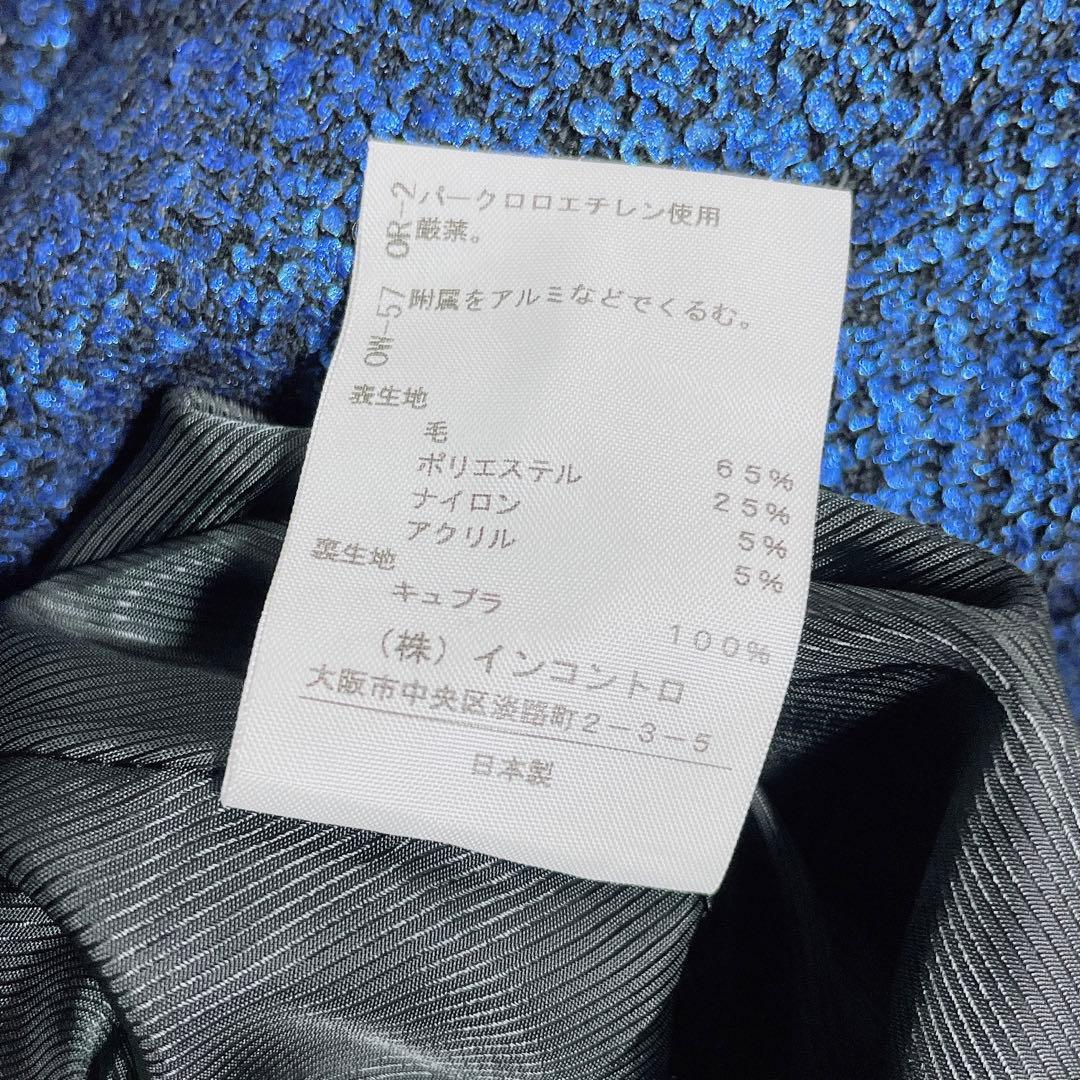 OR-2
パークロロエチレン使用
厳禁。
OW-57
附属をアルミなどでくるむ。
表生地
毛 65%
ポリエステル 25%
ナイロン 5%
アクリル 5%
裏生地
キュプラ 100%
(株)インコントロ
大阪市中央区淡路町2-3-5
日本製